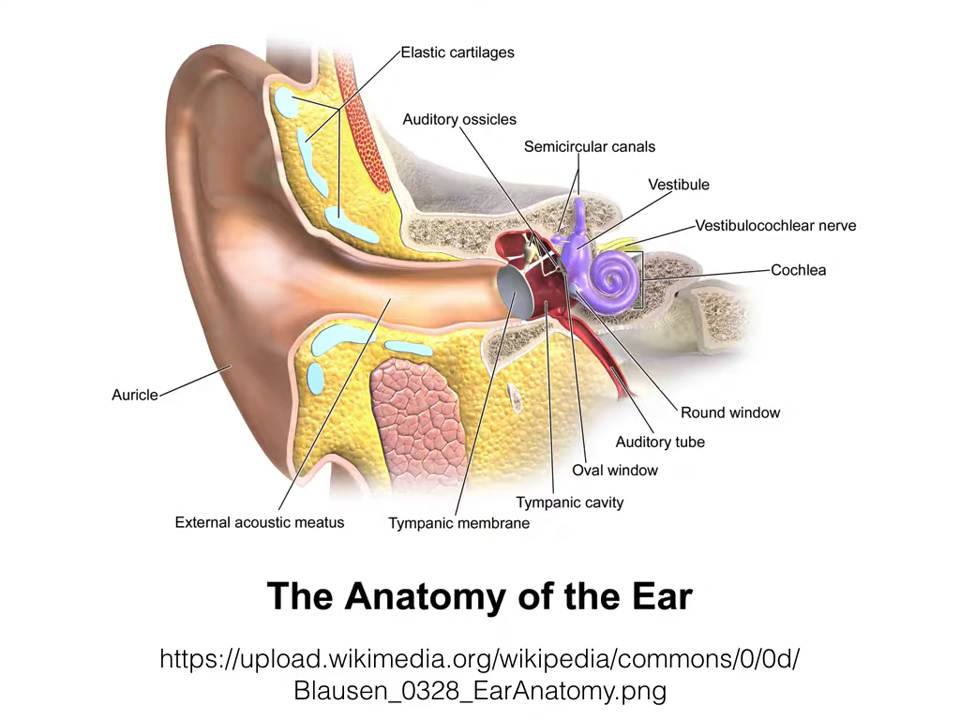 Elastic cartilages
Auditory ossicles
Semicircular canals
Vestibule
Vestibulocochlear nerve
Cochlea
Auricle
Round window
Auditory tube
Oval window
Tympanic cavity
External acoustic meatus
Tympanic membrane
The Anatomy of the Ear
https://upload.wikimedia.org/wikipedia/commons/0/0d/
Blausen_0328_EarAnatomy.png